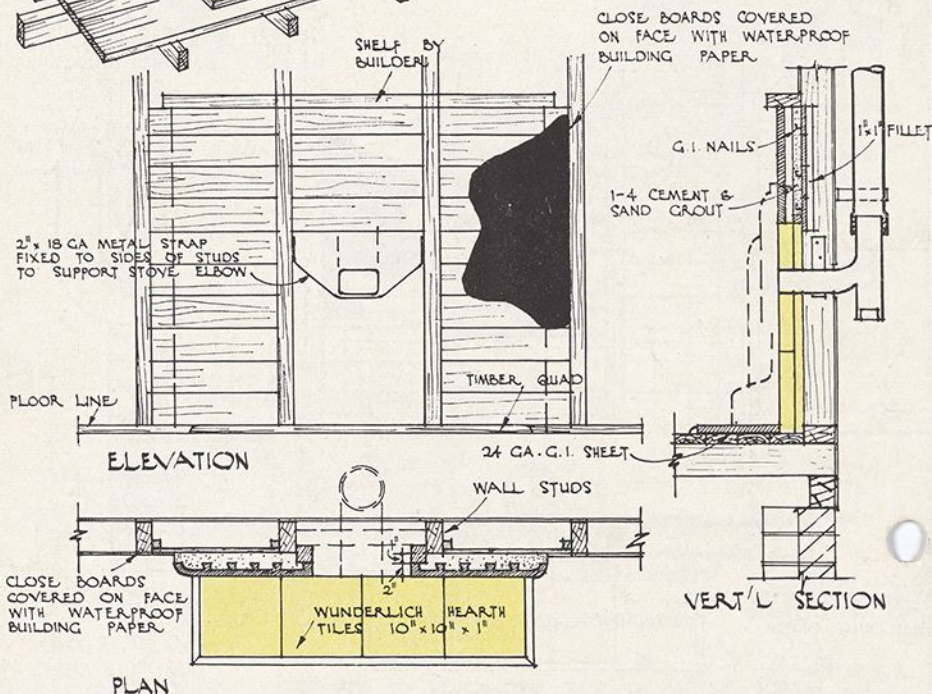 CLOSE BOARDS COVERED
ON FACE WITH WATERPROOF
BUILDING PAPER
SHELF BY
BUILDER
1"x1" FILLET
G.I. NAILS
1-4 CEMENT &
SAND GROUT
2" x 18 GA METAL STRAP
FIXED TO SIDES OF STUDS
TO SUPPORT STOVE ELBOW
TIMBER QUAD
FLOOR LINE
ELEVATION
24 GA. G.I. SHEET
WALL STUDS
1"
2"
CLOSE BOARDS
COVERED ON FACE
WITH WATERPROOF
BUILDING PAPER
WUNDERLICH HEARTH
TILES 10" x 10" x 1"
VERT'L SECTION
PLAN